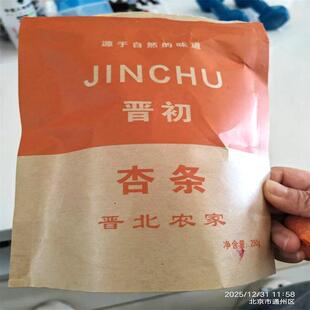 源于自然的味道
JINCHU
晋初
杏条
晋北农家
净含量: 250g
2025/12/31 11:58
北京市通州区